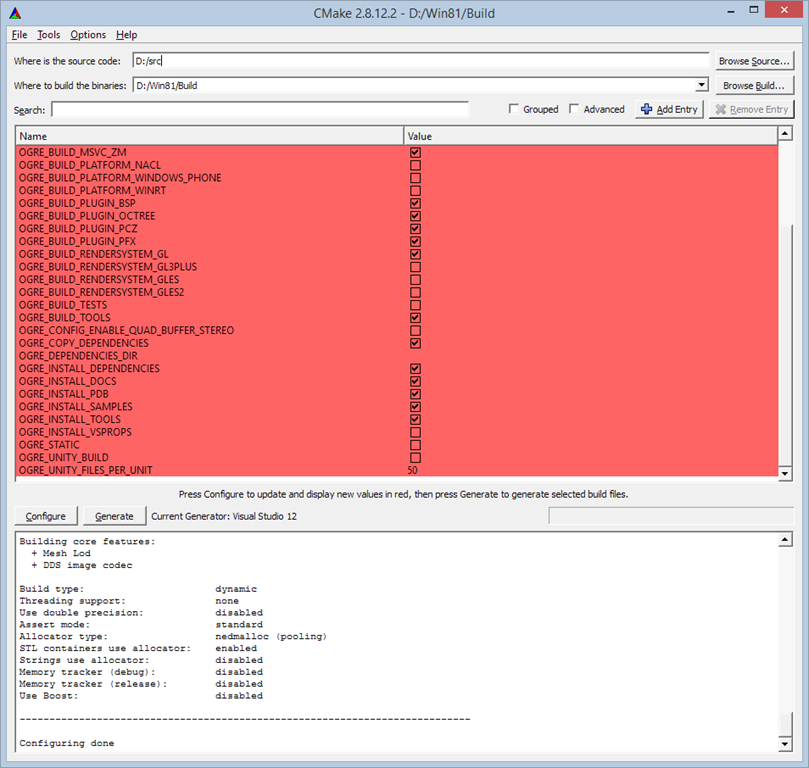 CMake 2.8.12.2 - D:/Win81/Build
File Tools Options Help
Where is the source code: D:/src Browse Source...
Where to build the binaries: D:/Win81/Build Browse Build...
Search: Grouped Advanced Add Entry Remove Entry
Name Value
OGRE_BUILD_MSVC_ZM
OGRE_BUILD_PLATFORM_NACL
OGRE_BUILD_PLATFORM_WINDOWS_PHONE
OGRE_BUILD_PLATFORM_WINRT
OGRE_BUILD_PLUGIN_BSP
OGRE_BUILD_PLUGIN_OCTREE
OGRE_BUILD_PLUGIN_PCZ
OGRE_BUILD_PLUGIN_PFX
OGRE_BUILD_RENDERSYSTEM_GL
OGRE_BUILD_RENDERSYSTEM_GL3PLUS
OGRE_BUILD_RENDERSYSTEM_GLES
OGRE_BUILD_RENDERSYSTEM_GLES2
OGRE_BUILD_TESTS
OGRE_BUILD_TOOLS
OGRE_CONFIG_ENABLE_QUAD_BUFFER_STEREO
OGRE_COPY_DEPENDENCIES
OGRE_DEPENDENCIES_DIR
OGRE_INSTALL_DEPENDENCIES
OGRE_INSTALL_DOCS
OGRE_INSTALL_PDB
OGRE_INSTALL_SAMPLES
OGRE_INSTALL_TOOLS
OGRE_INSTALL_VSPROPS
OGRE_STATIC
OGRE_UNITY_BUILD
OGRE_UNITY_FILES_PER_UNIT 50
Press Configure to update and display new values in red, then press Generate to generate selected build files.
Configure Generate Current Generator: Visual Studio 12
Building core features:
+ Mesh Lod
+ DDS image codec
Build type: dynamic
Threading support: none
Use double precision: disabled
Assert mode: standard
Allocator type: nedmalloc (pooling)
STL containers use allocator: enabled
Strings use allocator: disabled
Memory tracker (debug): disabled
Memory tracker (release): disabled
Use Boost: disabled
----------------------------------------------------------------------------
Configuring done